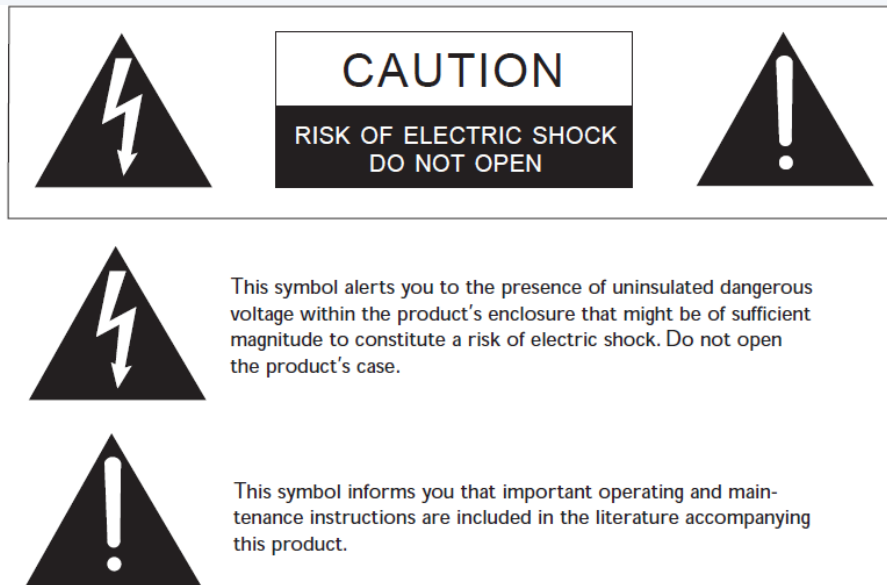 CAUTION
RISK OF ELECTRIC SHOCK
DO NOT OPEN
This symbol alerts you to the presence of uninsulated dangerous
voltage within the product's enclosure that might be of sufficient
magnitude to constitute a risk of electric shock. Do not open
the product's case.
This symbol informs you that important operating and main-
tenance instructions are included in the literature accompanying
this product.